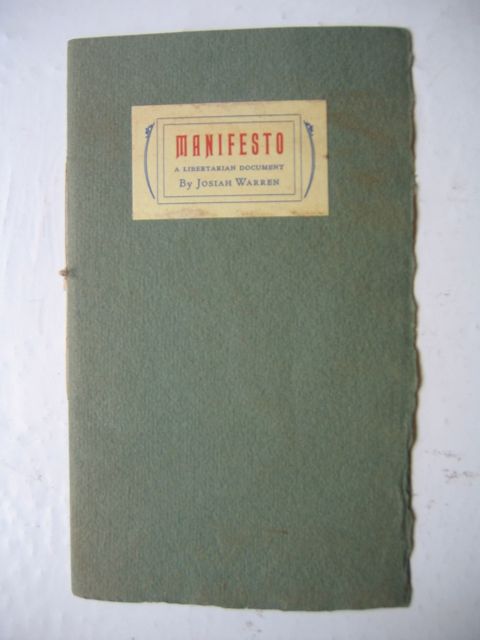 MANIFESTO
A LIBERTARIAN DOCUMENT
By JOSIAH WARREN